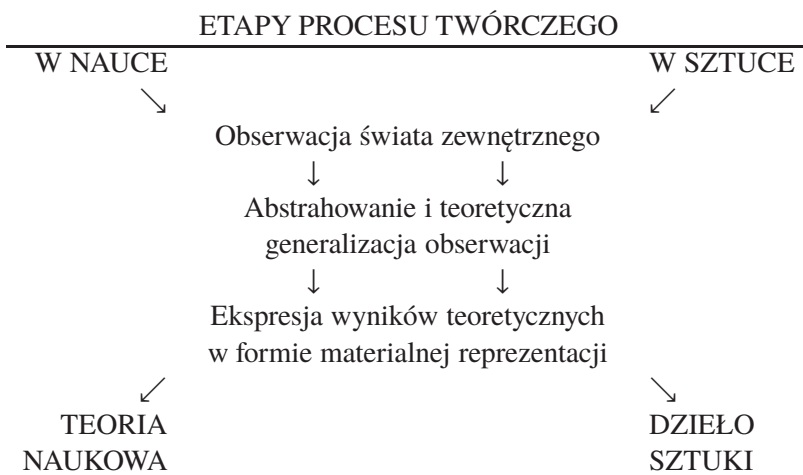 ETAPY PROCESU TWÓRCZEGO
W NAUCE W SZTUCE
↘ ↙
Obserwacja świata zewnętrznego
↓ ↓
Abstrahowanie i teoretyczna
generalizacja obserwacji
↓ ↓
Ekspresja wyników teoretycznych
w formie materialnej reprezentacji
↙ ↘
TEORIA DZIEŁO
NAUKOWA SZTUKI